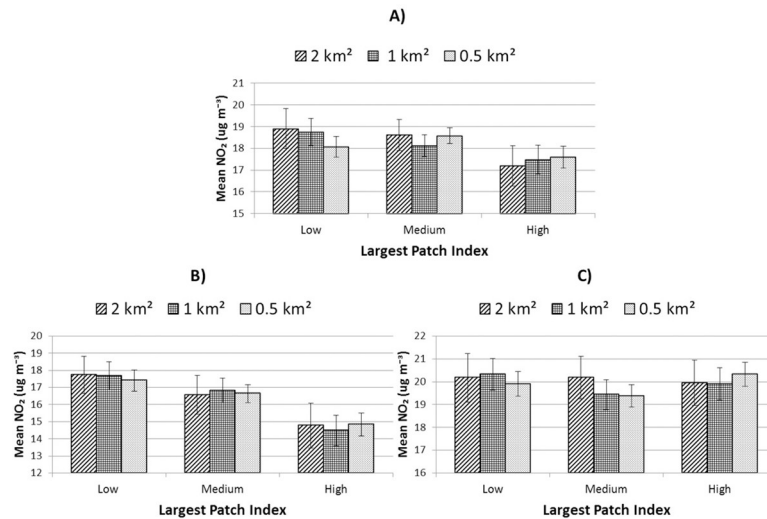 A)
2 km² 1 km² 0.5 km²
Mean NO₂ (ug m⁻³)
21
20
19
18
17
16
15
Low Medium High
Largest Patch Index
B)
2 km² 1 km² 0.5 km²
Mean NO₂ (ug m⁻³)
20
19
18
17
16
15
14
13
12
Low Medium High
Largest Patch Index
C)
2 km² 1 km² 0.5 km²
Mean NO₂ (ug m⁻³)
22
21
20
19
18
17
16
Low Medium High
Largest Patch Index